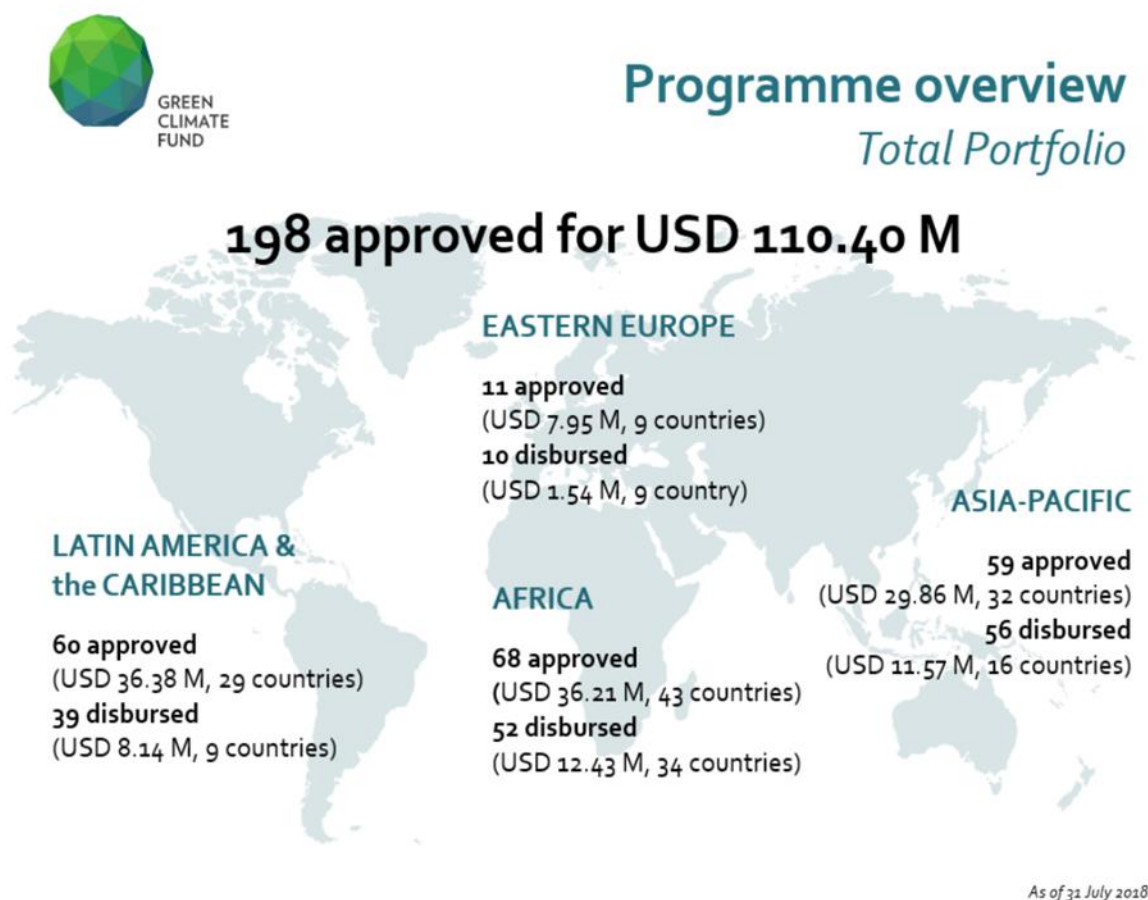 GREEN
CLIMATE
FUND
Programme overview
Total Portfolio
198 approved for USD 110.40 M
EASTERN EUROPE
11 approved
(USD 7.95 M, 9 countries)
10 disbursed
(USD 1.54 M, 9 country)
ASIA-PACIFIC
59 approved
(USD 29.86 M, 32 countries)
56 disbursed
(USD 11.57 M, 16 countries)
LATIN AMERICA &
the CARIBBEAN
60 approved
(USD 36.38 M, 29 countries)
39 disbursed
(USD 8.14 M, 9 countries)
AFRICA
68 approved
(USD 36.21 M, 43 countries)
52 disbursed
(USD 12.43 M, 34 countries)
As of 31 July 2018